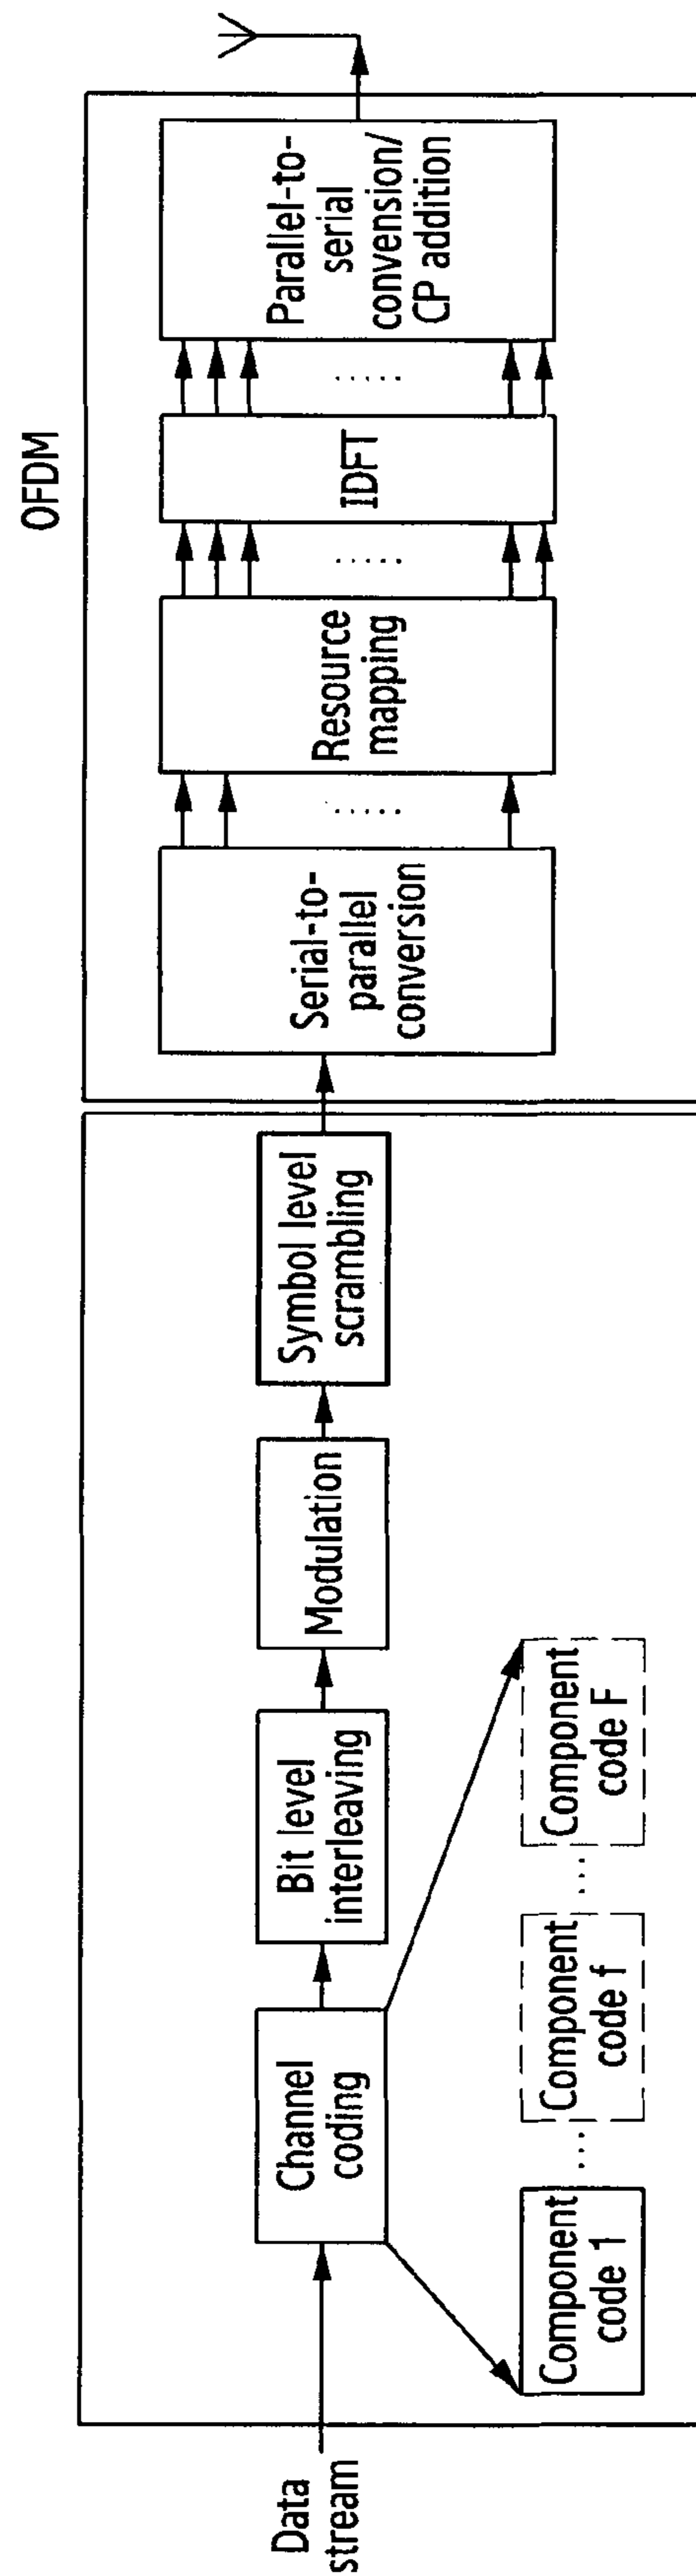 OFDM
Data
stream
Channel
coding
Bit level
interleaving
Modulation
Symbol level
scrambling
Serial-to-
parallel
conversion
.....
Resource
mapping
.....
IDFT
.....
Parallel-to-
serial
convension/
CP addition
Component
code 1
...
Component
code f
...
Component
code F